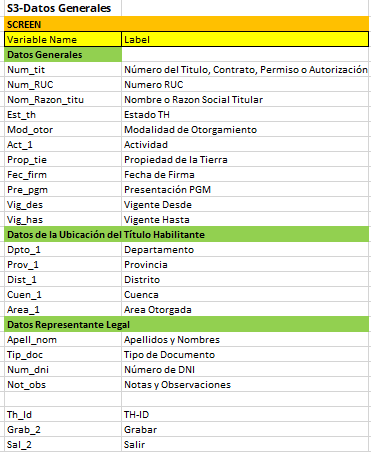 S3-Datos Generales
SCREEN
Variable Name Label
Datos Generales
Num_tit Número del Titulo, Contrato, Permiso o Autorización
Num_RUC Numero RUC
Nom_Razon_titu Nombre o Razon Social Titular
Est_th Estado TH
Mod_otor Modalidad de Otorgamiento
Act_1 Actividad
Prop_tie Propiedad de la Tierra
Fec_firm Fecha de Firma
Pre_pgm Presentación PGM
Vig_des Vigente Desde
Vig_has Vigente Hasta
Datos de la Ubicación del Título Habilitante
Dpto_1 Departamento
Prov_1 Provincia
Dist_1 Distrito
Cuen_1 Cuenca
Area_1 Area Otorgada
Datos Representante Legal
Apell_nom Apellidos y Nombres
Tip_doc Tipo de Documento
Num_dni Número de DNI
Not_obs Notas y Observaciones
Th_Id TH-ID
Grab_2 Grabar
Sal_2 Salir